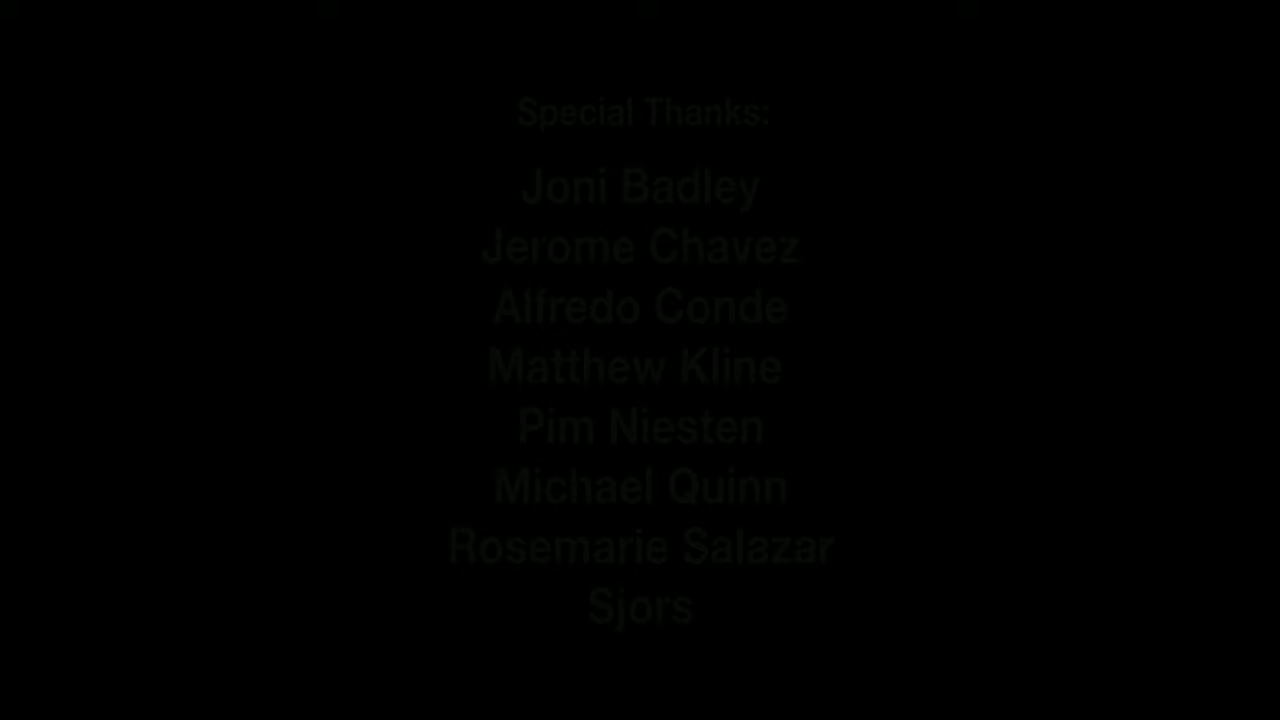 Special Thanks:
Joni Badley
Jerome Chavez
Alfredo Conde
Matthew Kline
Pim Niesten
Michael Quinn
Rosemarie Salazar
Sjors